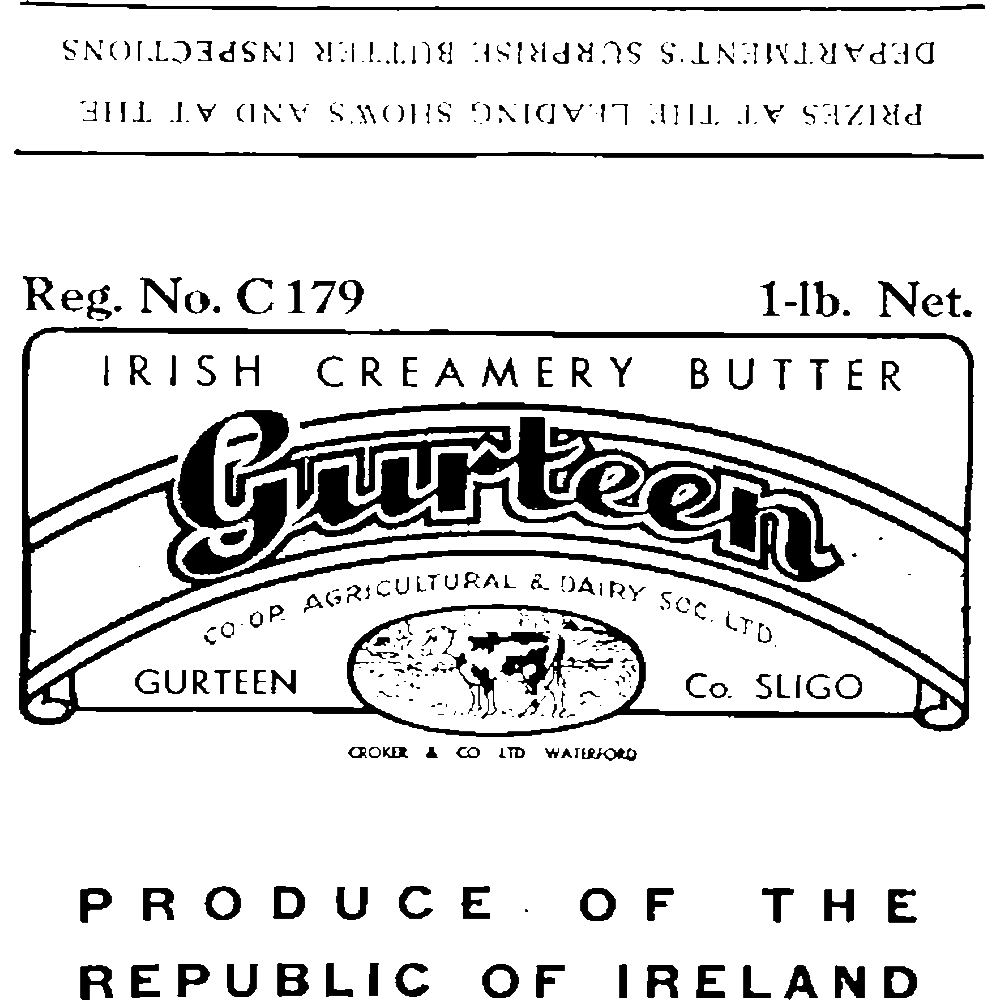 PRIZES AT THE LEADING SHOWS AND AT THE
DEPARTMENT'S SURPRISE BUTTER INSPECTIONS
Reg. No. C 179
1-lb. Net.
IRISH CREAMERY BUTTER
Gurteen
CO-OP. AGRICULTURAL & DAIRY SOC. LTD.
GURTEEN
Co. SLIGO
CROKER & CO LTD WATERFORD
PRODUCE OF THE
REPUBLIC OF IRELAND